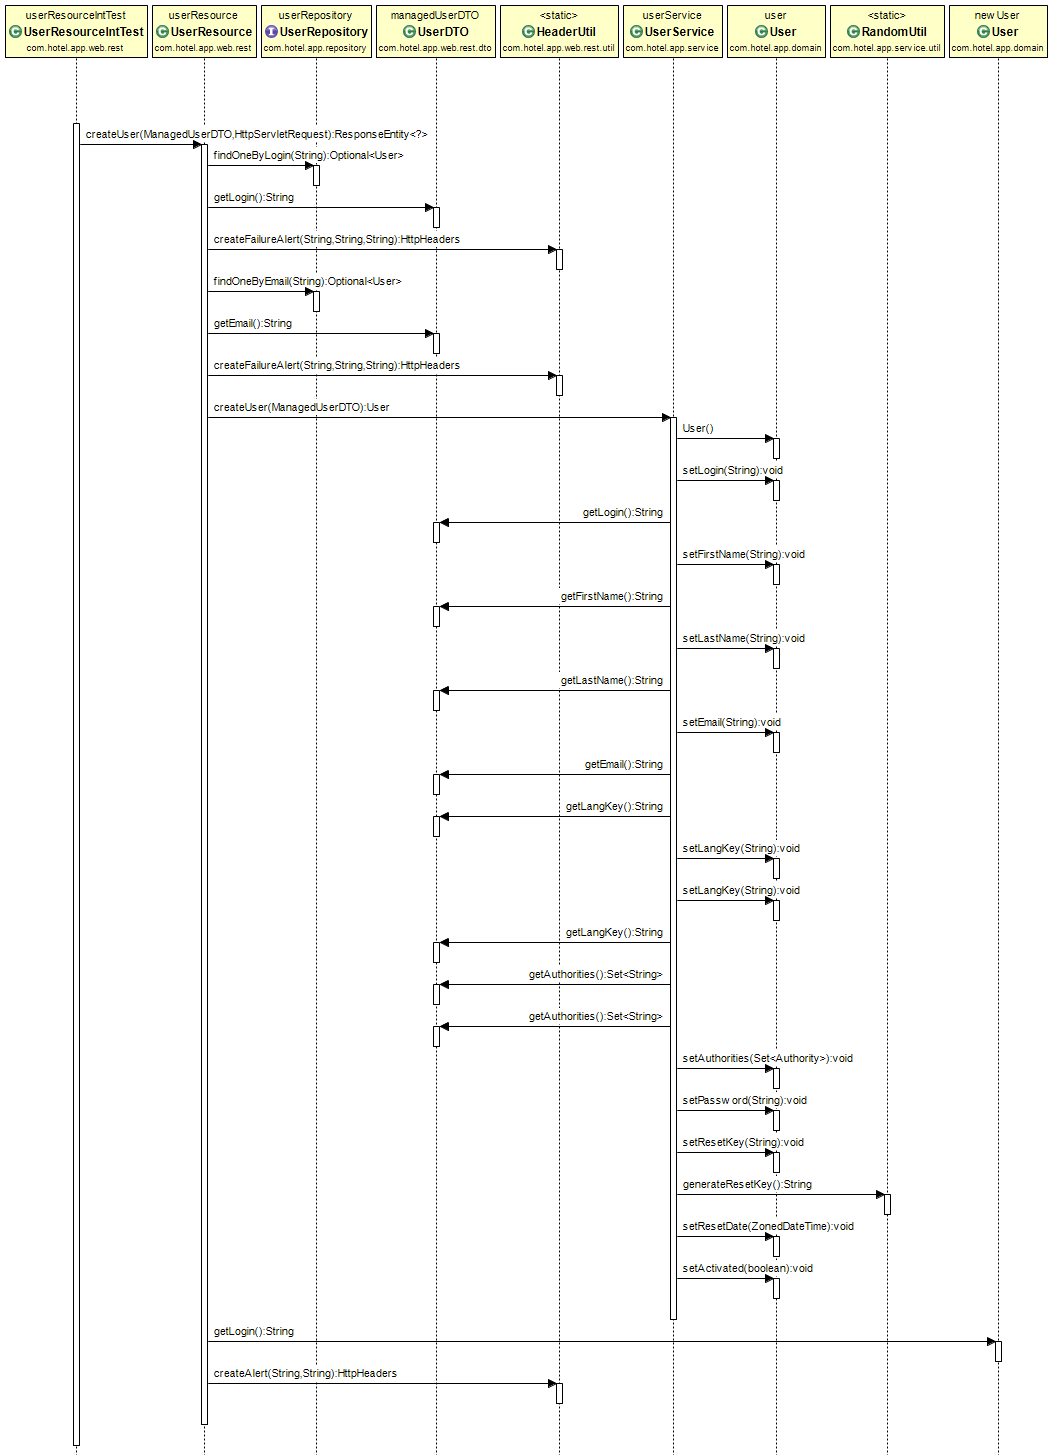 userResourceIntTest
C UserResourceIntTest
com.hotel.app.web.rest
userResource
C UserResource
com.hotel.app.web.rest
userRepository
I UserRepository
com.hotel.app.repository
managedUserDTO
C UserDTO
com.hotel.app.web.rest.dto
<static>
C HeaderUtil
com.hotel.app.web.rest.util
userService
C UserService
com.hotel.app.service
user
C User
com.hotel.app.domain
<static>
C RandomUtil
com.hotel.app.service.util
new User
C User
com.hotel.app.domain
createUser(ManagedUserDTO,HttpServletRequest):ResponseEntity<?>
findOneByLogin(String):Optional<User>
getLogin():String
createFailureAlert(String,String,String):HttpHeaders
findOneByEmail(String):Optional<User>
getEmail():String
createFailureAlert(String,String,String):HttpHeaders
createUser(ManagedUserDTO):User
User()
setLogin(String):void
getLogin():String
setFirstName(String):void
getFirstName():String
setLastName(String):void
getLastName():String
setEmail(String):void
getEmail():String
getLangKey():String
setLangKey(String):void
setLangKey(String):void
getLangKey():String
getAuthorities():Set<String>
getAuthorities():Set<String>
setAuthorities(Set<Authority>):void
setPassword(String):void
setResetKey(String):void
generateResetKey():String
setResetDate(ZonedDateTime):void
setActivated(boolean):void
getLogin():String
createAlert(String,String):HttpHeaders